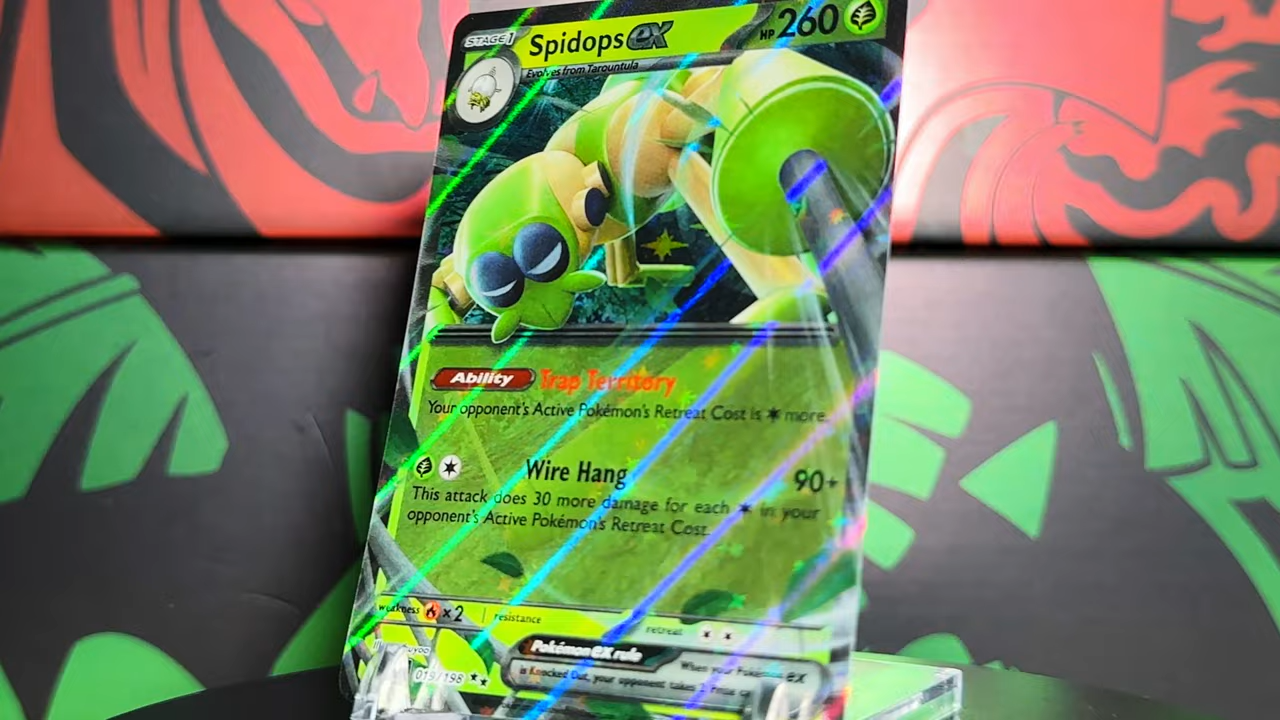 STAGE 1 Spidops ex HP 260
Evolves from Tarountula
Ability Trap Territory
Your opponent's Active Pokémon's Retreat Cost is more.
Wire Hang 90+
This attack does 30 more damage for each in your
opponent's Active Pokémon's Retreat Cost.
weakness ×2 resistance retreat
Pokémon ex rule
When your Pokémon ex
is Knocked Out, your opponent takes 2 Prize
019/198